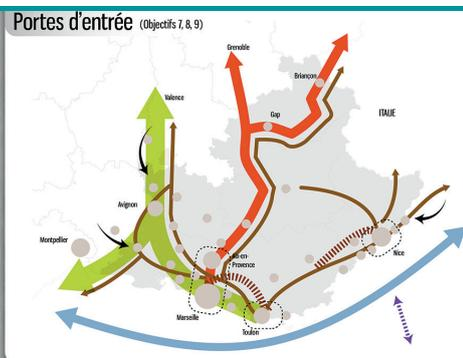 Portes d'entrée (Objectifs 7, 8, 9)
Grenoble
Briançon
Valence
Gap
ITALIE
Avignon
Montpellier
Aix-en-
Provence
Nice
Marseille
Toulon